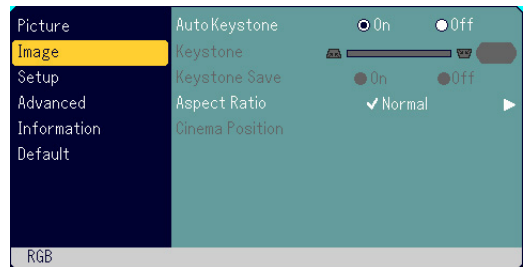 Picture
Image
Setup
Advanced
Information
Default
Auto Keystone On Off
Keystone
Keystone Save On Off
Aspect Ratio ✔ Normal ▶
Cinema Position
RGB